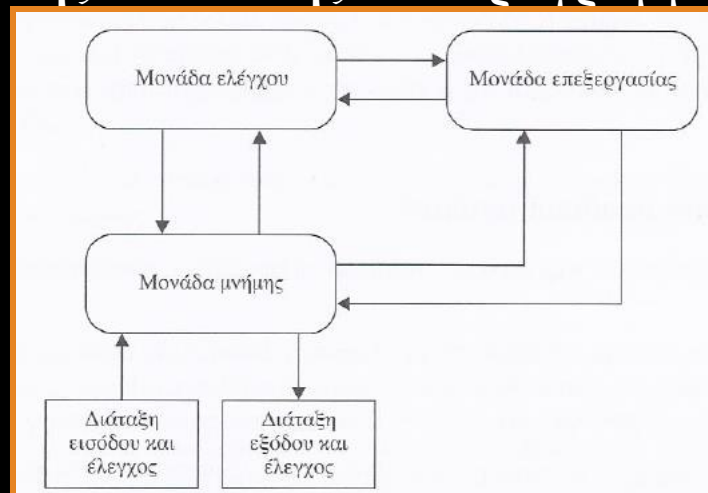 Μονάδα ελέγχου
Μονάδα επεξεργασίας
Μονάδα μνήμης
Διάταξη
εισόδου και
έλεγχος
Διάταξη
εξόδου και
έλεγχος